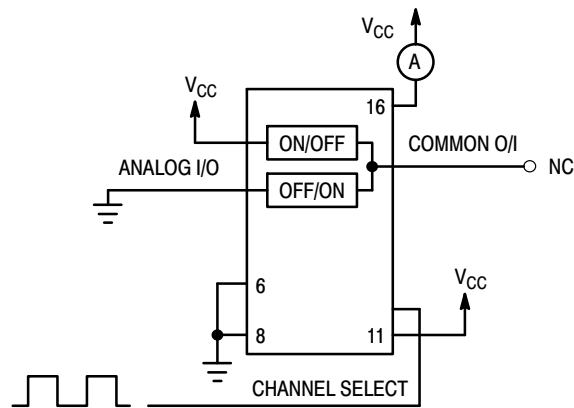 VCC
A
VCC
16
ON/OFF
COMMON O/I
NC
ANALOG I/O
OFF/ON
6
VCC
8
11
CHANNEL SELECT